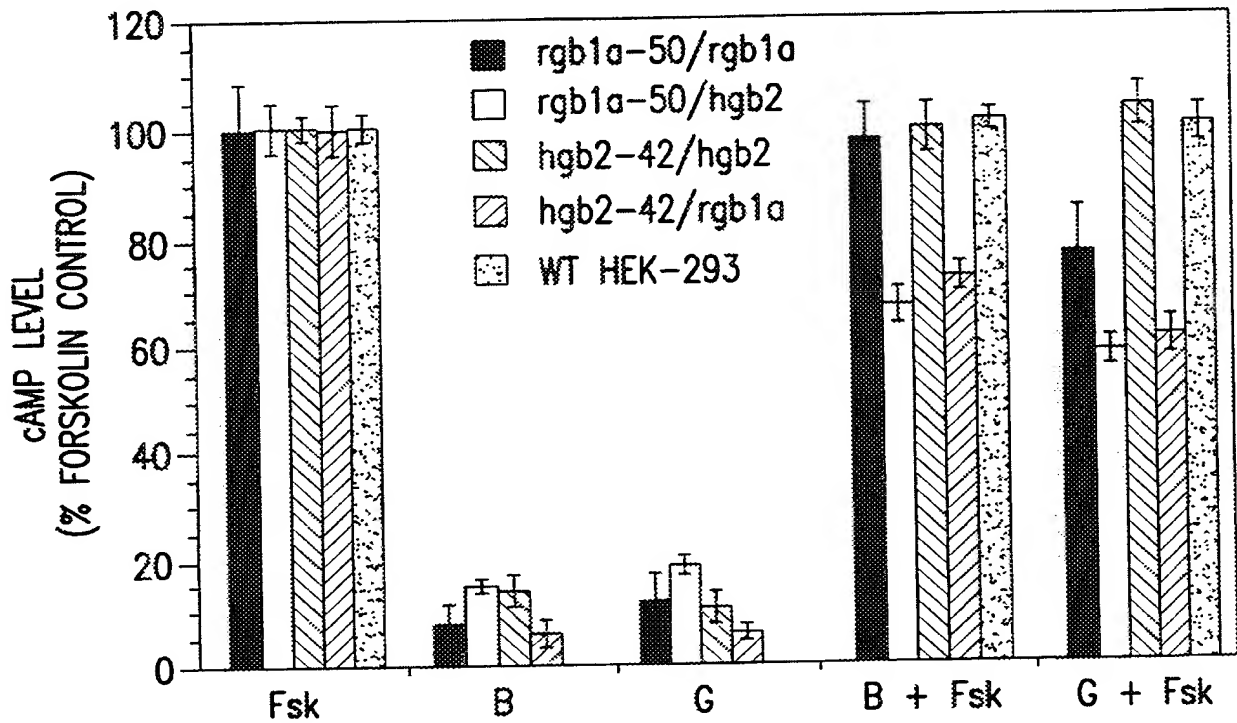 120
100
80
60
40
20
0
cAMP LEVEL
(% FORSKOLIN CONTROL)
rgb1a-50/rgb1a
rgb1a-50/hgb2
hgb2-42/hgb2
hgb2-42/rgb1a
WT HEK-293
Fsk
B
G
B + Fsk
G + Fsk